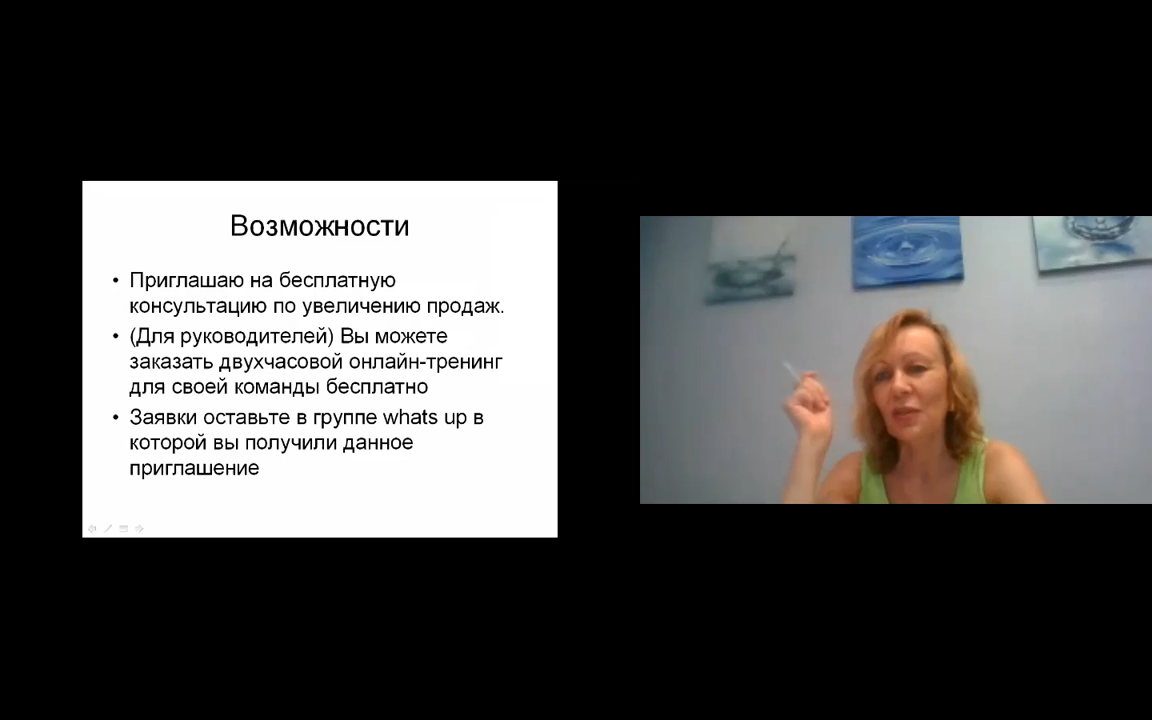 Возможности
• Приглашаю на бесплатную
консультацию по увеличению продаж.
• (Для руководителей) Вы можете
заказать двухчасовой онлайн-тренинг
для своей команды бесплатно
• Заявки оставьте в группе whats up в
которой вы получили данное
приглашение